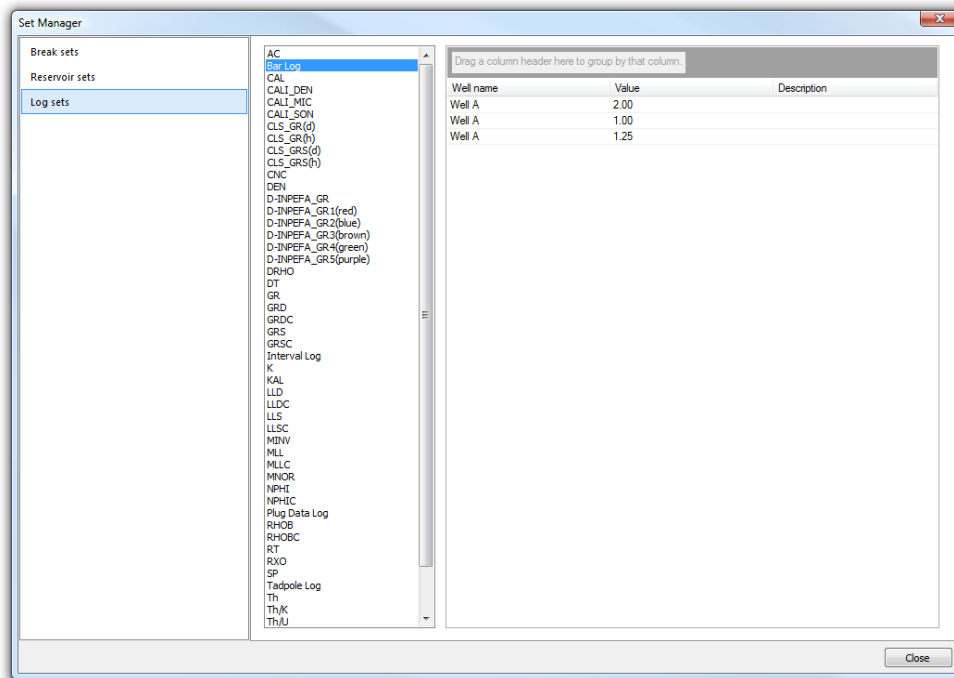 Set Manager
Break sets
Reservoir sets
Log sets
AC
Bar Log
CAL
CALI_DEN
CALI_MIC
CALI_SON
CLS_GR(d)
CLS_GR(h)
CLS_GRS(d)
CLS_GRS(h)
CNC
DEN
D-INPEFA_GR
D-INPEFA_GR1(red)
D-INPEFA_GR2(blue)
D-INPEFA_GR3(brown)
D-INPEFA_GR4(green)
D-INPEFA_GR5(purple)
DRHO
DT
GR
GRD
GRDC
GRS
GRSC
Interval Log
K
KAL
LLD
LLDC
LLS
LLSC
MINV
MLL
MLLC
MNOR
NPHI
NPHIC
Plug Data Log
RHOB
RHOBC
RT
RXO
SP
Tadpole Log
Th
Th/K
Th/U
Drag a column header here to group by that column.
Well name Value Description
Well A 2.00
Well A 1.00
Well A 1.25
Close